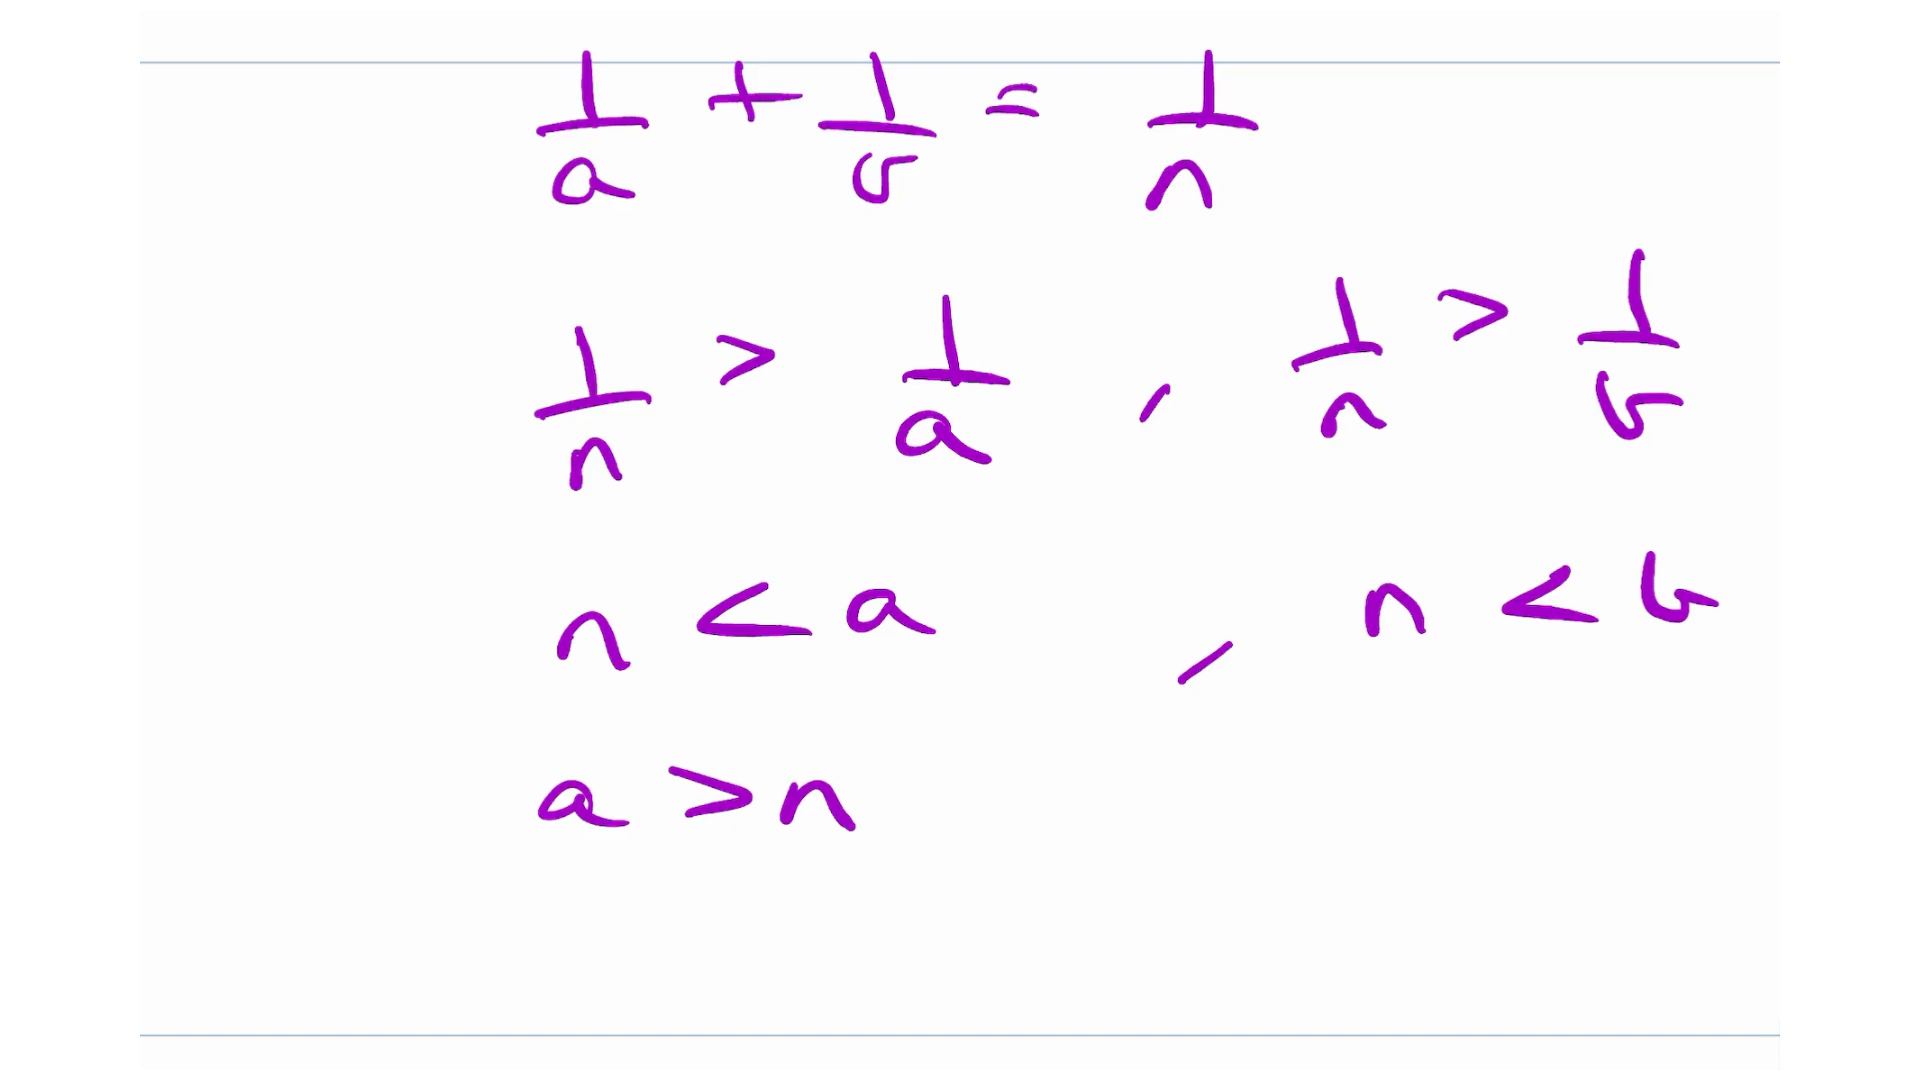 1/a + 1/b = 1/n
1/n > 1/a , 1/n > 1/b
n < a , n < b
a > n